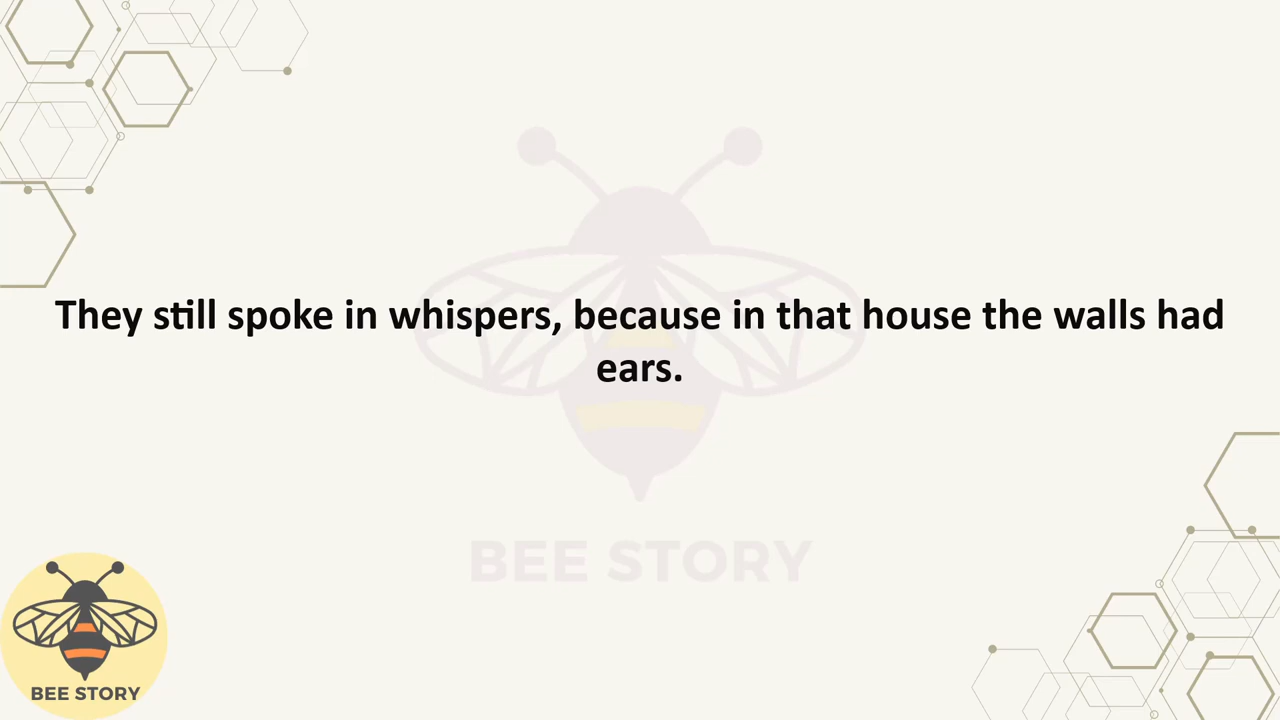 They still spoke in whispers, because in that house the walls had
ears.
BEE STORY
BEE STORY